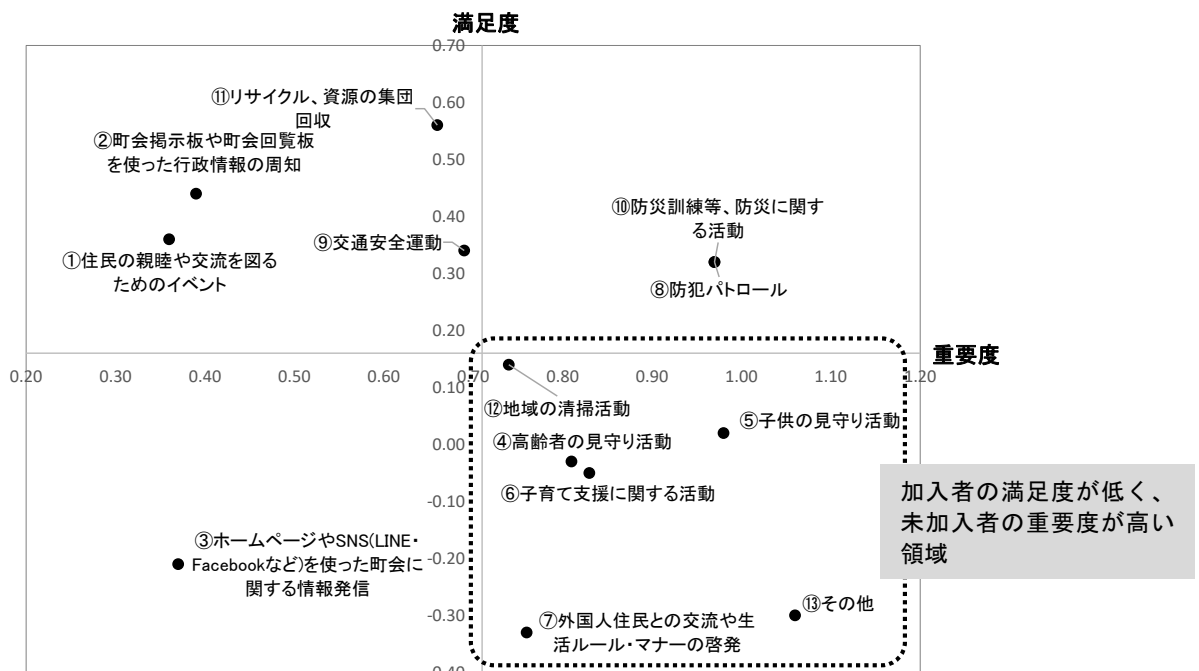 満足度
0.70
⑪リサイクル、資源の集団
回収
0.60
②町会掲示板や町会回覧板
を使った行政情報の周知
0.50
⑩防災訓練等、防災に関す
る活動
0.40
⑨交通安全運動
①住民の親睦や交流を図る
ためのイベント
0.30
⑧防犯パトロール
0.20
重要度
0.20
0.30
0.40
0.50
0.60
0.70
0.80
0.90
1.00
1.10
1.20
0.10
⑫地域の清掃活動
⑤子供の見守り活動
④高齢者の見守り活動
0.00
⑥子育て支援に関する活動
-0.10
加入者の満足度が低く、
未加入者の重要度が高い
領域
③ホームページやSNS(LINE・
Facebookなど)を使った町会に
関する情報発信
-0.20
⑬その他
-0.30
⑦外国人住民との交流や生
活ルール・マナーの啓発
-0.40